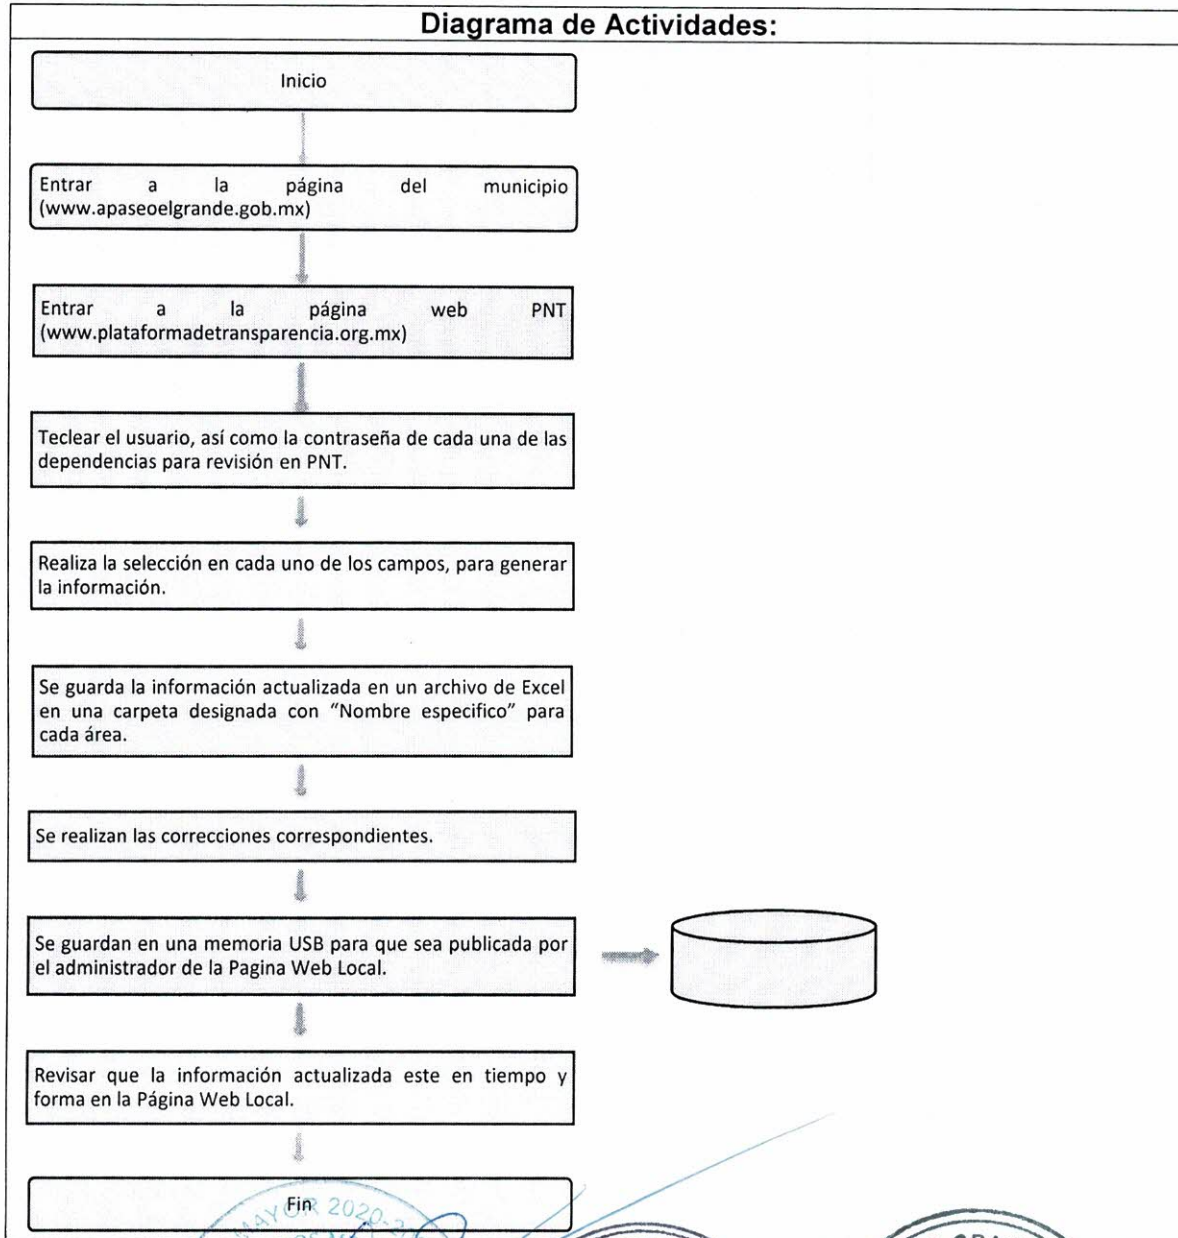 Diagrama de Actividades:
Inicio
Entrar a la página del municipio
(www.apaseoelgrande.gob.mx)
Entrar a la página web PNT
(www.plataformadetransparencia.org.mx)
Teclear el usuario, así como la contraseña de cada una de las
dependencias para revisión en PNT.
Realiza la selección en cada uno de los campos, para generar
la información.
Se guarda la información actualizada en un archivo de Excel
en una carpeta designada con “Nombre especifico” para
cada área.
Se realizan las correcciones correspondientes.
Se guardan en una memoria USB para que sea publicada por
el administrador de la Pagina Web Local.
Revisar que la información actualizada este en tiempo y
forma en la Página Web Local.
Fin
MAYOR 2020-